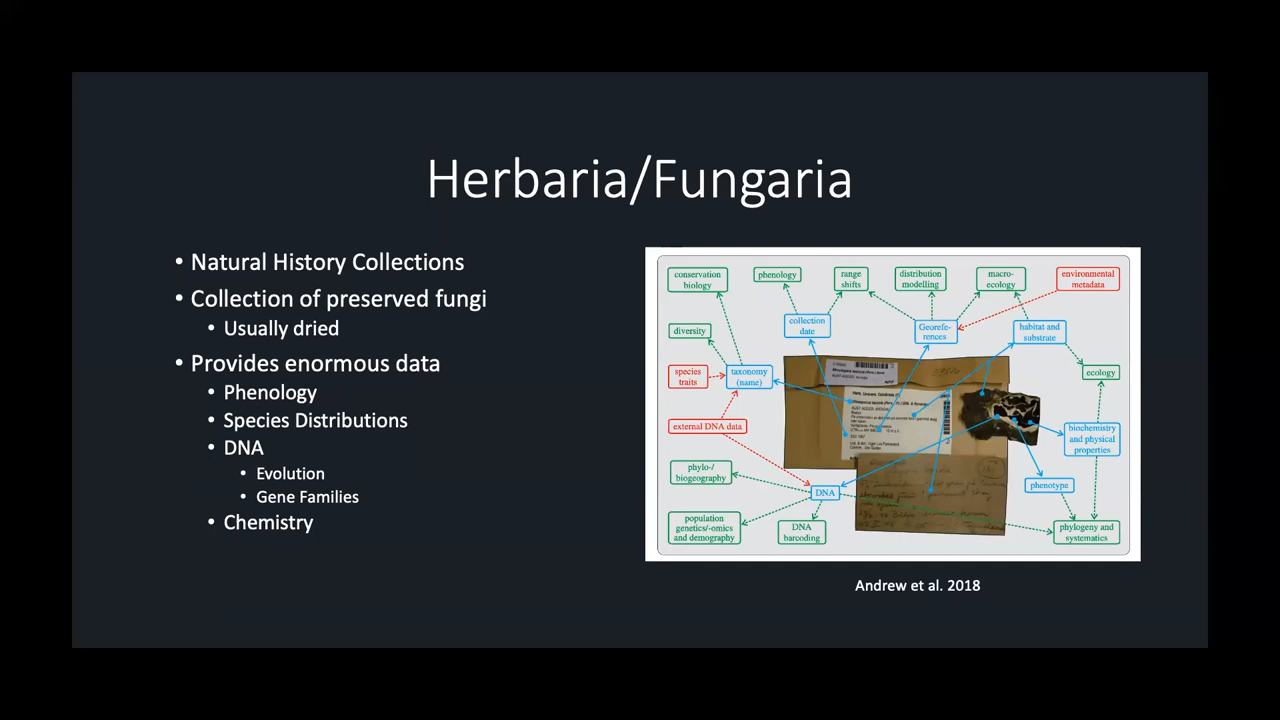 Herbaria/Fungaria
• Natural History Collections
• Collection of preserved fungi
• Usually dried
• Provides enormous data
• Phenology
• Species Distributions
• DNA
• Evolution
• Gene Families
• Chemistry
conservation
biology
phenology
range
shifts
distribution
modelling
macro-
ecology
environmental
metadata
diversity
collection
date
Georefe-
rences
habitat and
substrate
species
traits
taxonomy
(name)
ecology
external DNA data
biochemistry
and physical
properties
phylo-/
biogeography
DNA
phenotype
population
genetics/-omics
and demography
DNA
barcoding
phylogeny and
systematics
Andrew et al. 2018